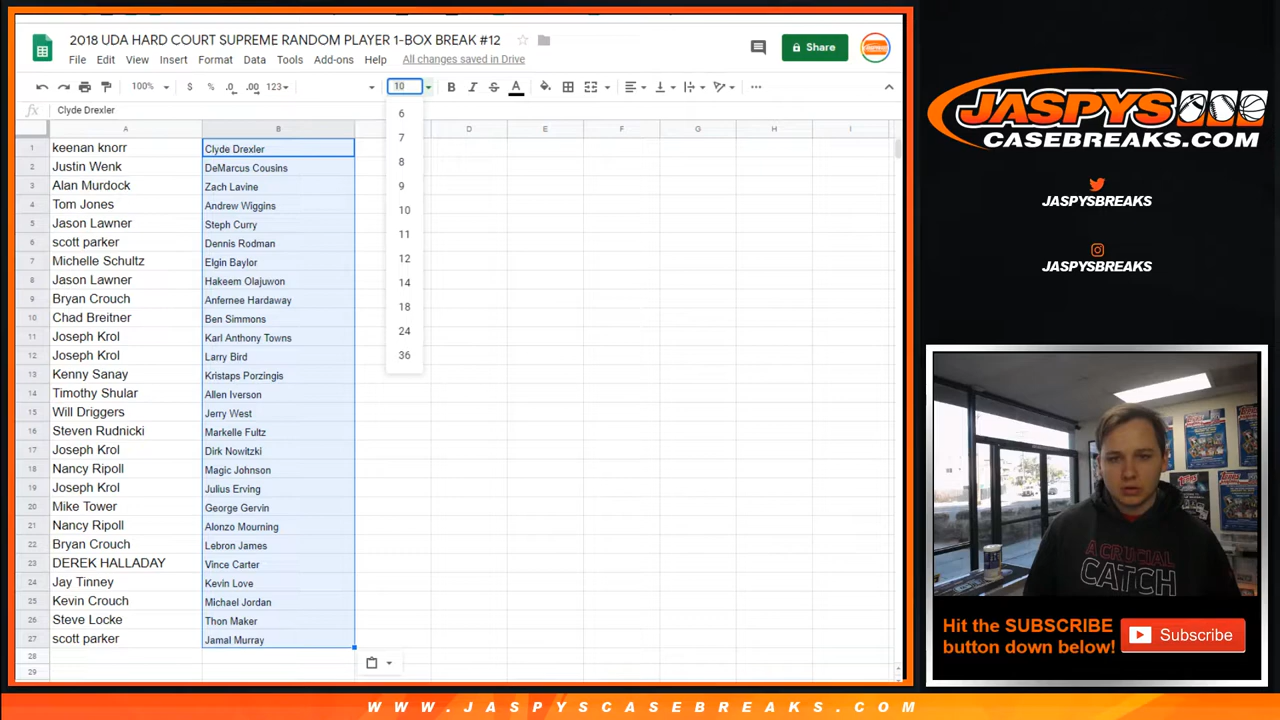 2018 UDA HARD COURT SUPREME RANDOM PLAYER 1-BOX BREAK #12
Share
File Edit View Insert Format Data Tools Add-ons Help All changes saved in Drive
100% $ % .0 .00 123 10 B I S A
fx Clyde Drexler
A B D E F G H I
1 keenan knorr Clyde Drexler
2 Justin Wenk DeMarcus Cousins
3 Alan Murdock Zach Lavine
4 Tom Jones Andrew Wiggins
5 Jason Lawner Steph Curry
6 scott parker Dennis Rodman
7 Michelle Schultz Elgin Baylor
8 Jason Lawner Hakeem Olajuwon
9 Bryan Crouch Anfernee Hardaway
10 Chad Breitner Ben Simmons
11 Joseph Krol Karl Anthony Towns
12 Joseph Krol Larry Bird
13 Kenny Sanay Kristaps Porzingis
14 Timothy Shular Allen Iverson
15 Will Driggers Jerry West
16 Steven Rudnicki Markelle Fultz
17 Joseph Krol Dirk Nowitzki
18 Nancy Ripoll Magic Johnson
19 Joseph Krol Julius Erving
20 Mike Tower George Gervin
21 Nancy Ripoll Alonzo Mourning
22 Bryan Crouch Lebron James
23 DEREK HALLADAY Vince Carter
24 Jay Tinney Kevin Love
25 Kevin Crouch Michael Jordan
26 Steve Locke Thon Maker
27 scott parker Jamal Murray
28
29
6
7
8
9
10
11
12
14
18
24
36
JASPYS
CASEBREAKS.COM
JASPYSBREAKS
JASPYSBREAKS
A CRUCIAL
CATCH
Hit the SUBSCRIBE
button down below!
Subscribe
WWW.JASPYSCASEBREAKS.COM